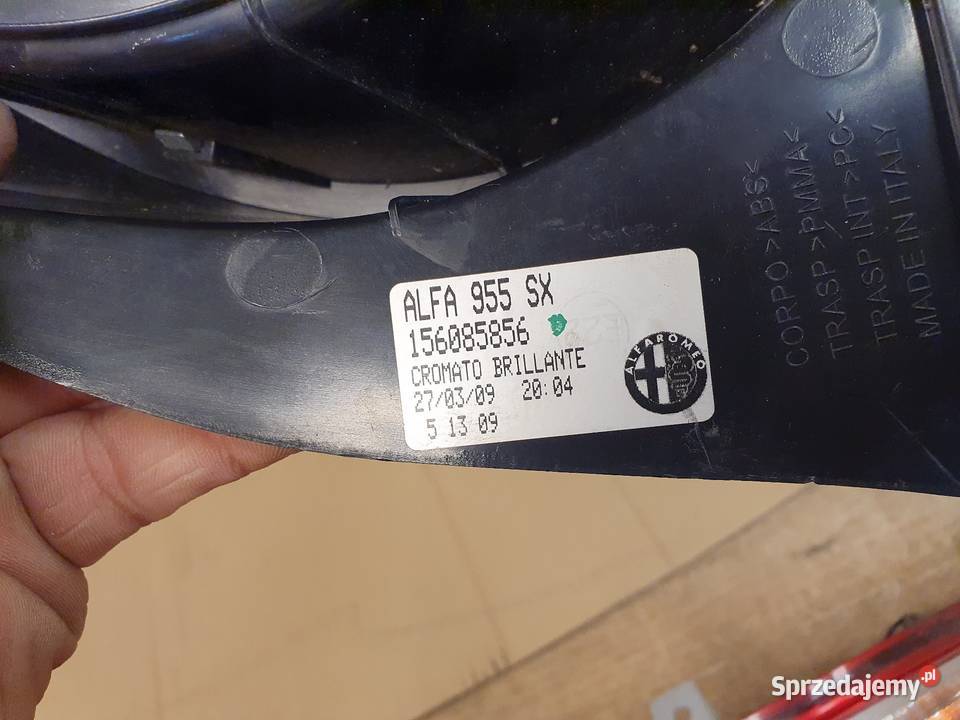 ALFA 955 SX
156085856
CROMATO BRILLANTE
27/03/09 20:04
5 13 09
ALFA ROMEO
CORPO >ABS<
TRASP >PMMA<
TRASP INT >PC<
MADE IN ITALY
Sprzedajemy.pl